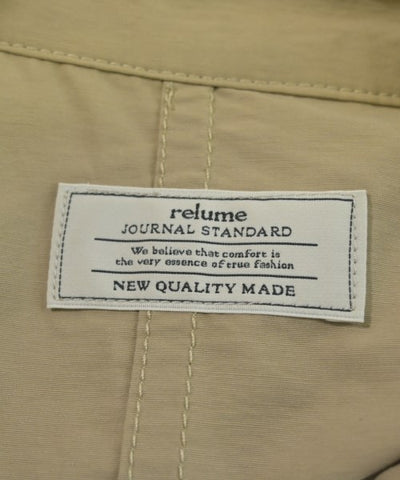 relume
JOURNAL STANDARD
We believe that comfort is
the very essence of true fashion
NEW QUALITY MADE